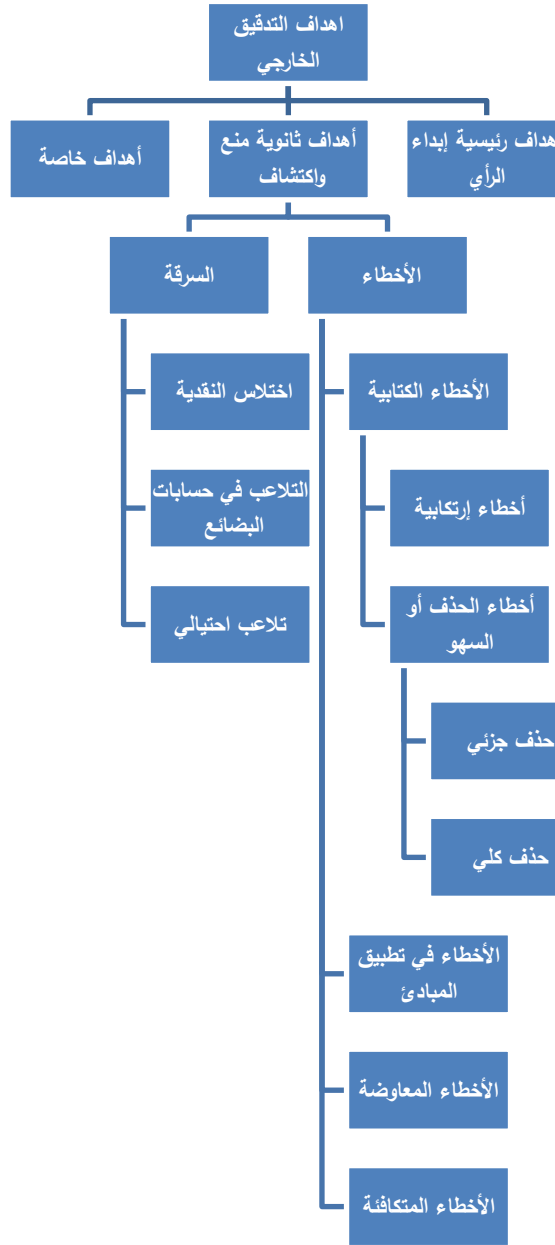 اهداف التدقيق
الخارجي
هداف رئيسية إبداء
الرأي
أهداف ثانوية منع
واكتشاف
أهداف خاصة
الأخطاء
السرقة
الأخطاء الكتابية
أخطاء إرتكابية
أخطاء الحذف أو
السهو
حذف جزئي
حذف كلي
الأخطاء في تطبيق
المبادئ
الأخطاء المعاوضة
الأخطاء المتكافئة
اختلاس النقدية
التلاعب في حسابات
البضائع
تلاعب احتيالي